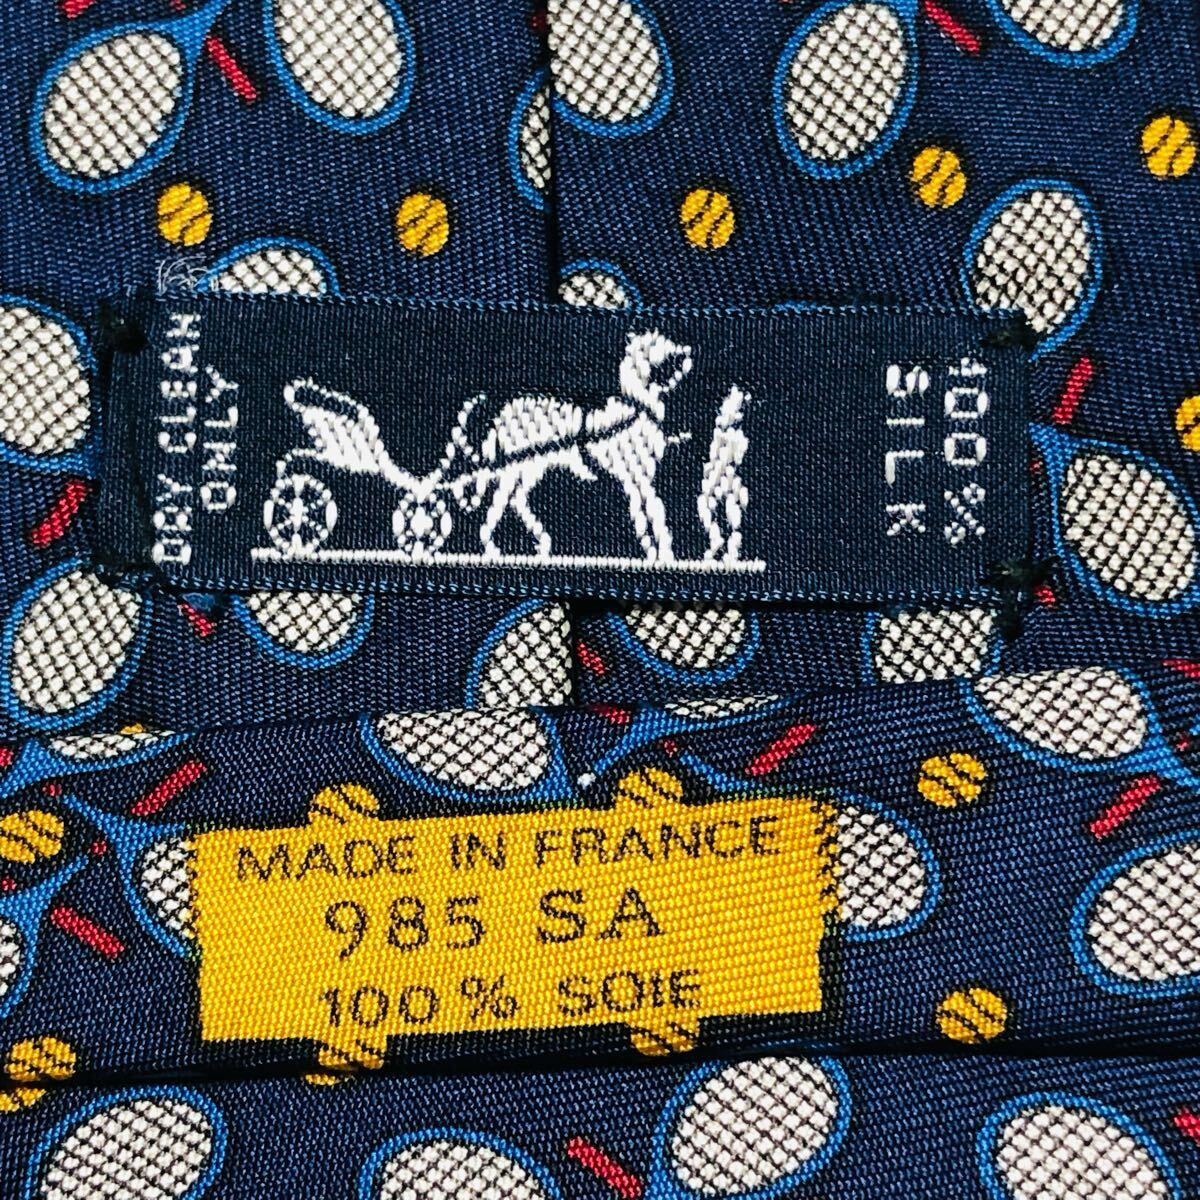 DRY CLEAN
ONLY
100%
SILK
MADE IN FRANCE
985 SA
100% SOIE